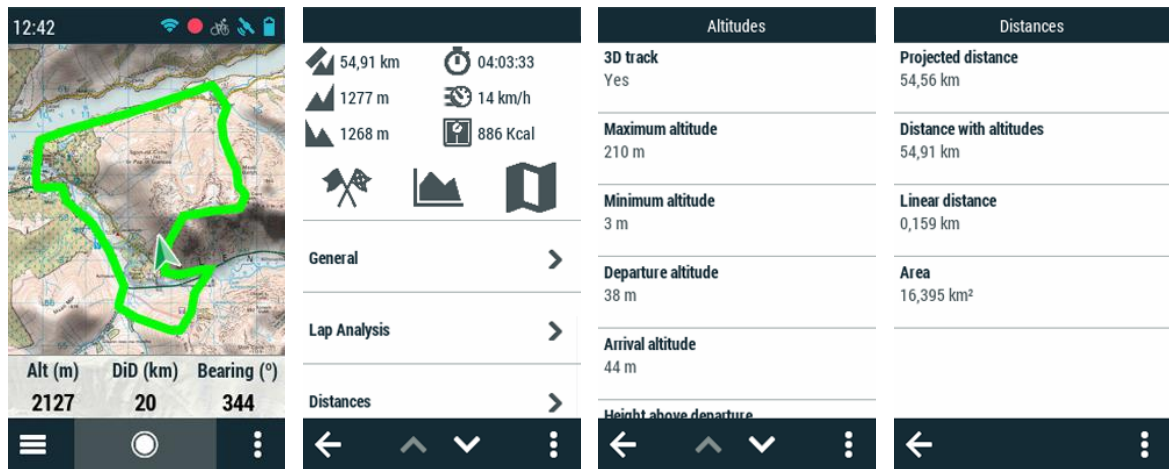 12:42
Alt (m) DiD (km) Bearing (º)
2127 20 344
54,91 km 04:03:33
1277 m 14 km/h
1268 m 886 Kcal
General
Lap Analysis
Distances
Altitudes
3D track
Yes
Maximum altitude
210 m
Minimum altitude
3 m
Departure altitude
38 m
Arrival altitude
44 m
Height above departure
Distances
Projected distance
54,56 km
Distance with altitudes
54,91 km
Linear distance
0,159 km
Area
16,395 km²